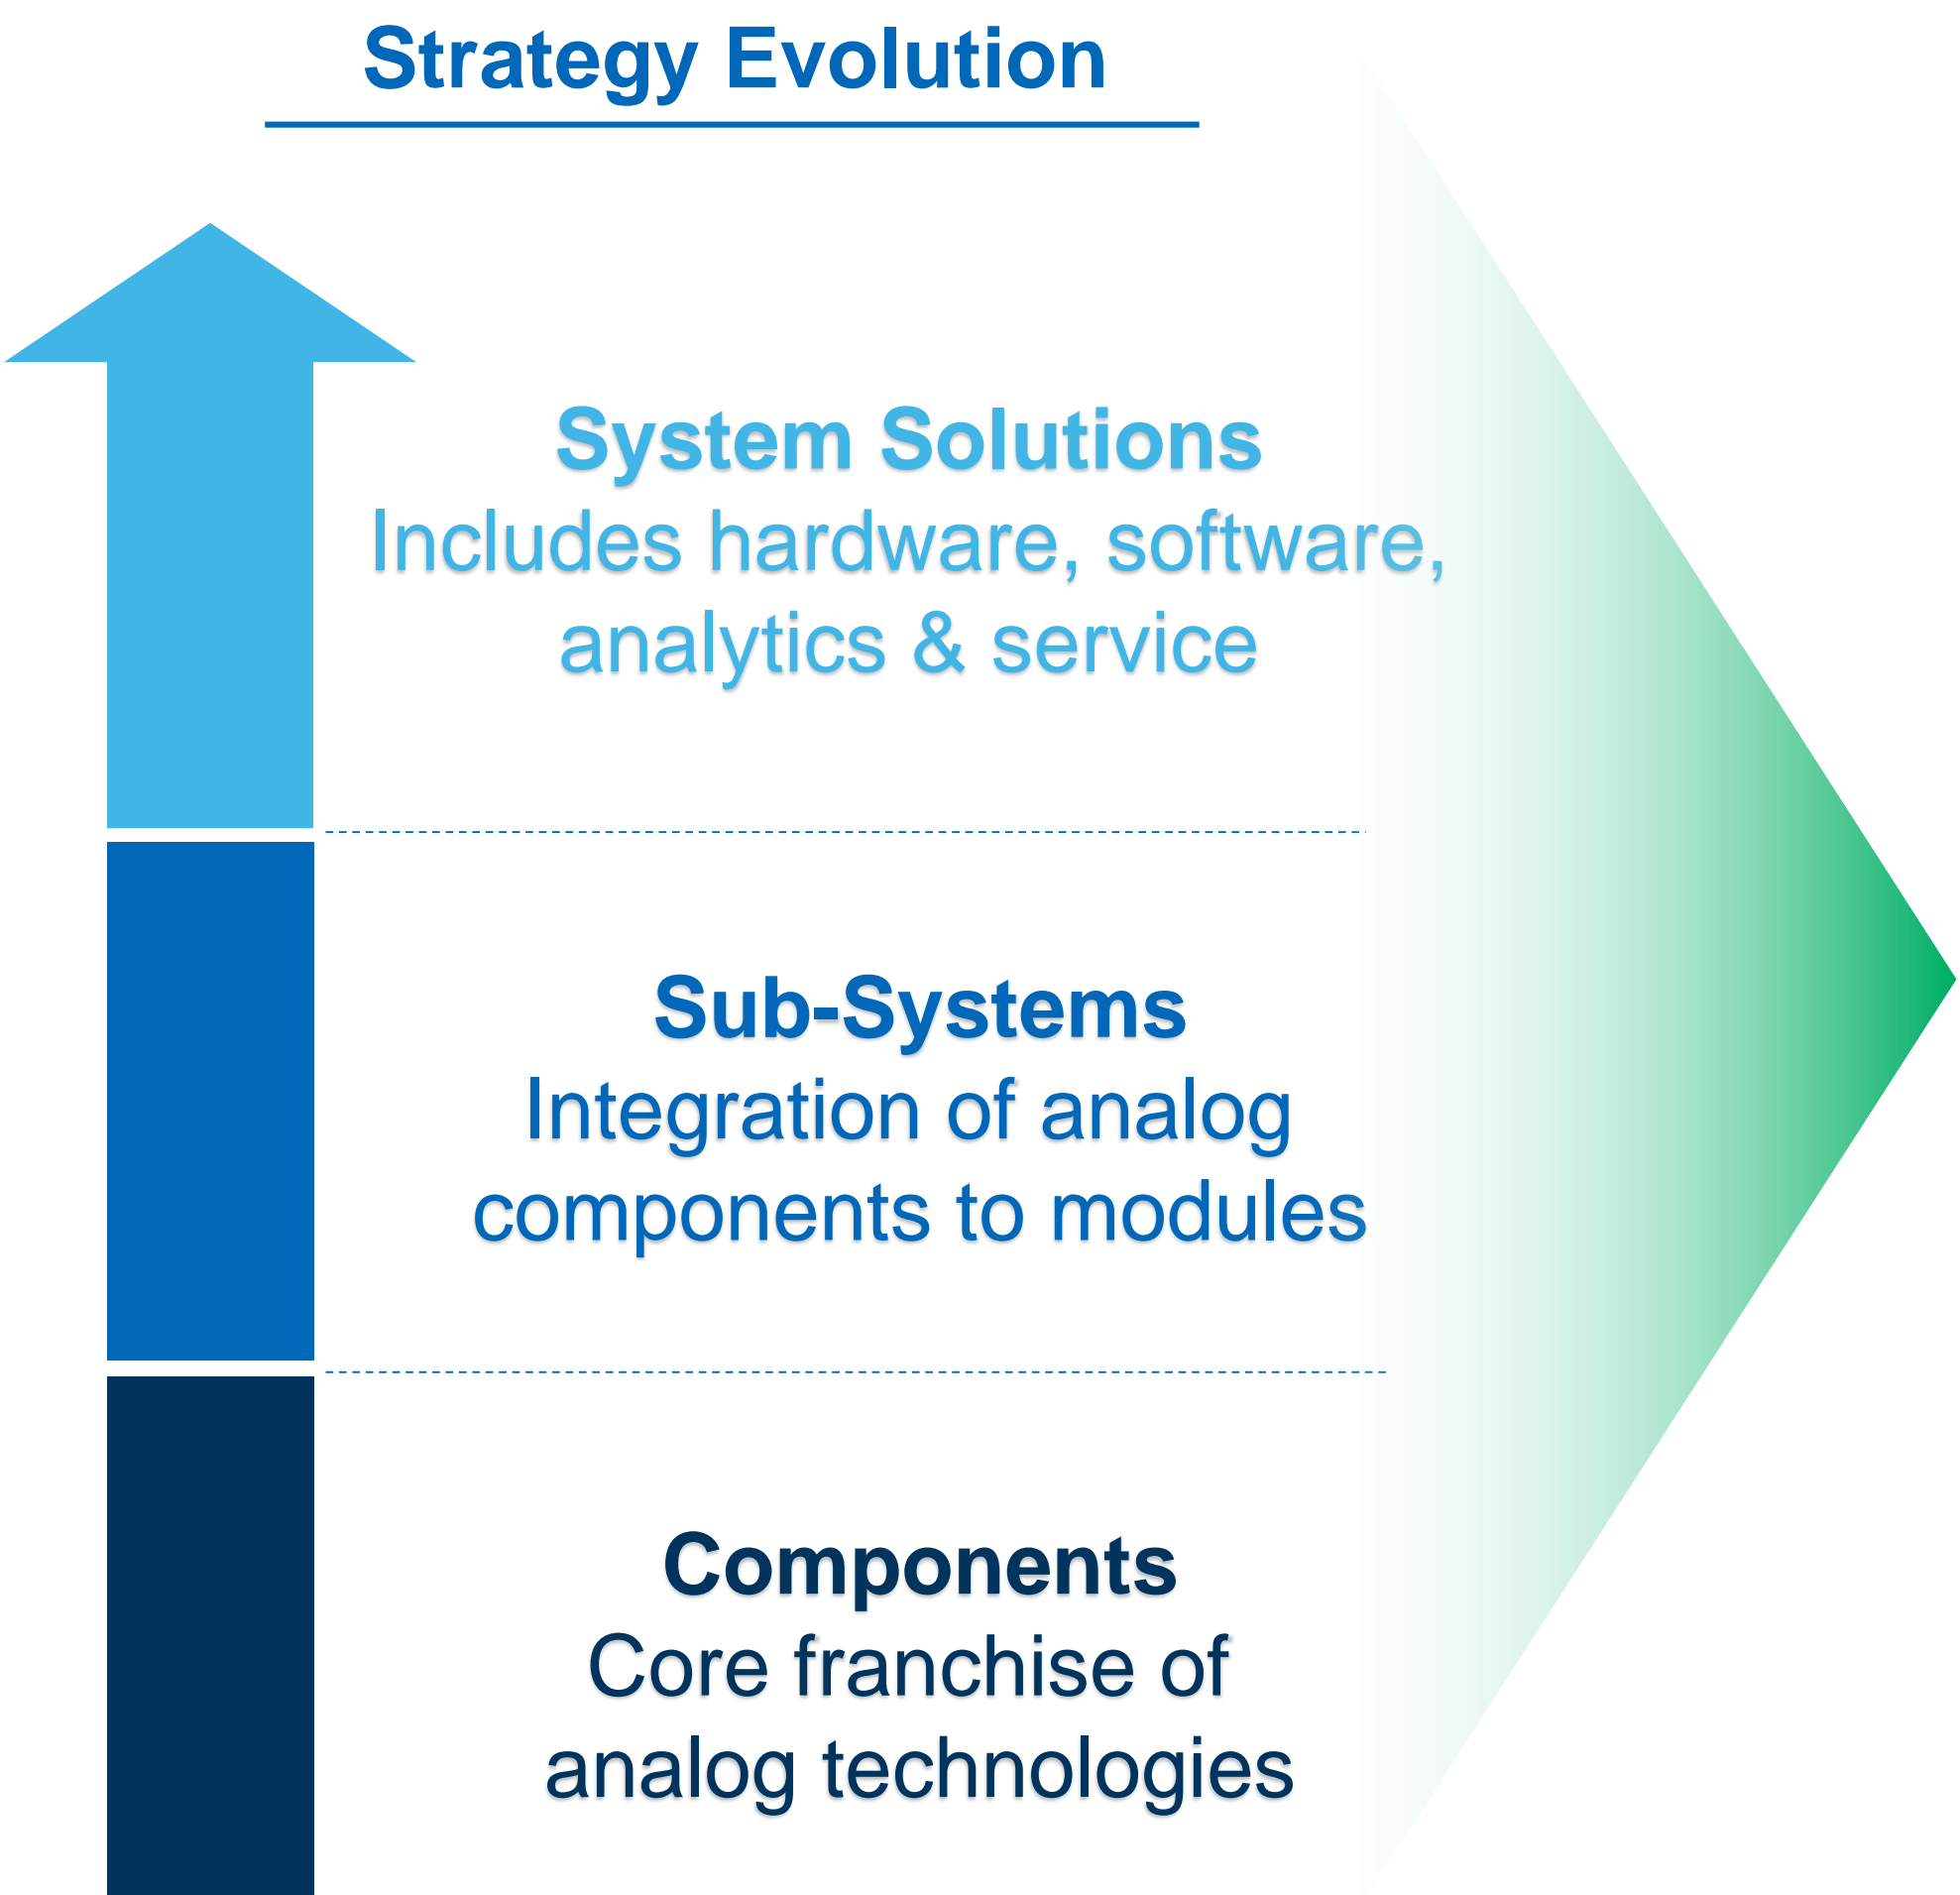 Strategy Evolution
System Solutions
Includes hardware, software,
analytics & service
Sub-Systems
Integration of analog
components to modules
Components
Core franchise of
analog technologies